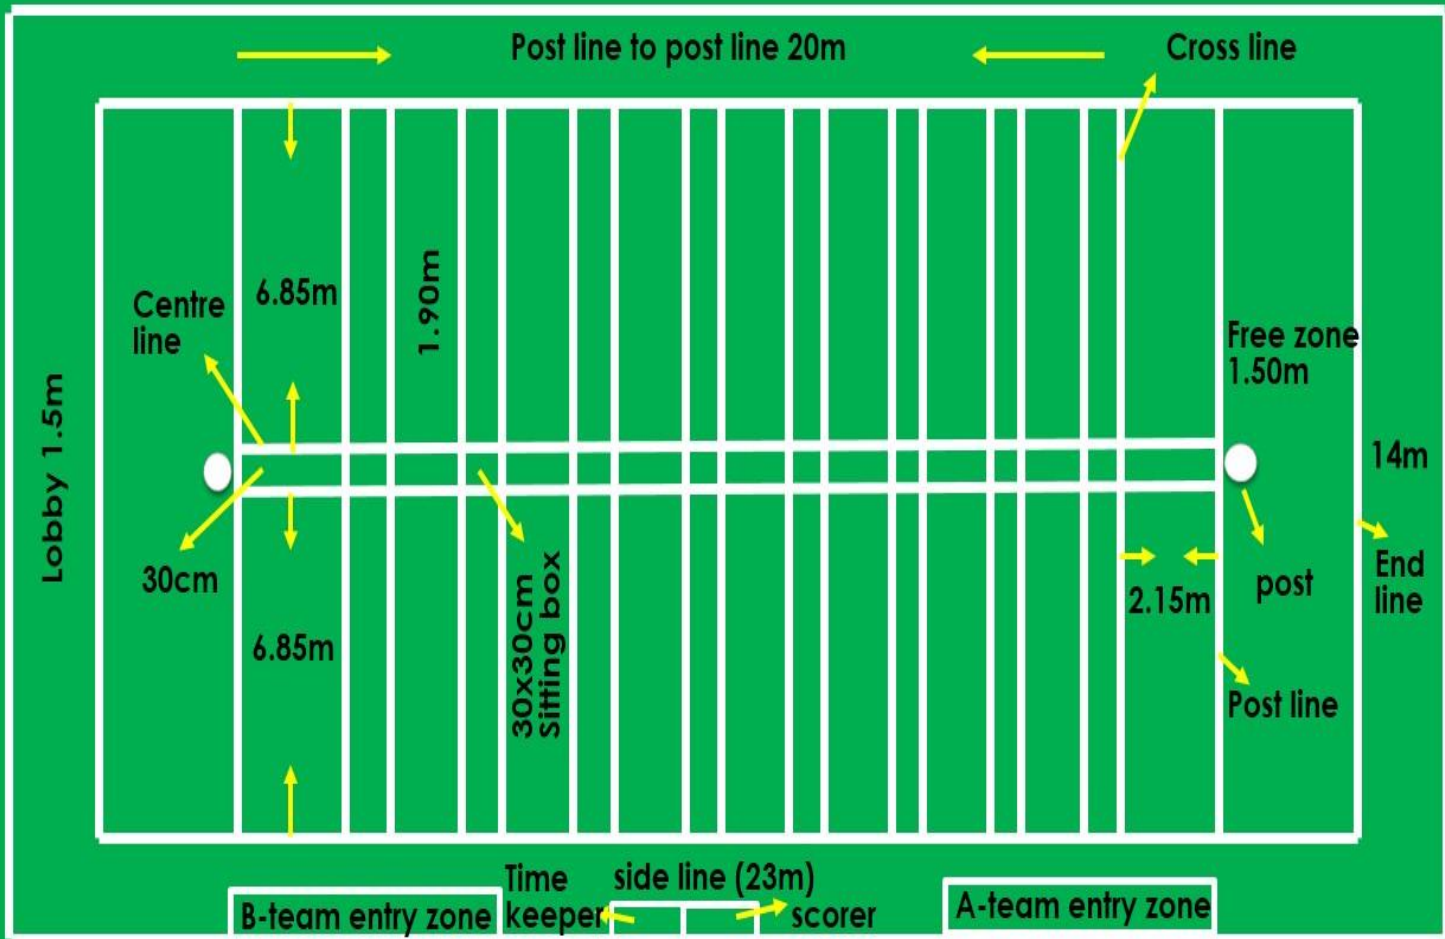 Post line to post line 20m
Cross line
6.85m
1.90m
Centre
line
Free zone
1.50m
Lobby 1.5m
14m
30cm
30x30cm
Sitting box
2.15m
post
End
line
6.85m
Post line
Time
keeper
side line (23m)
scorer
B-team entry zone
A-team entry zone